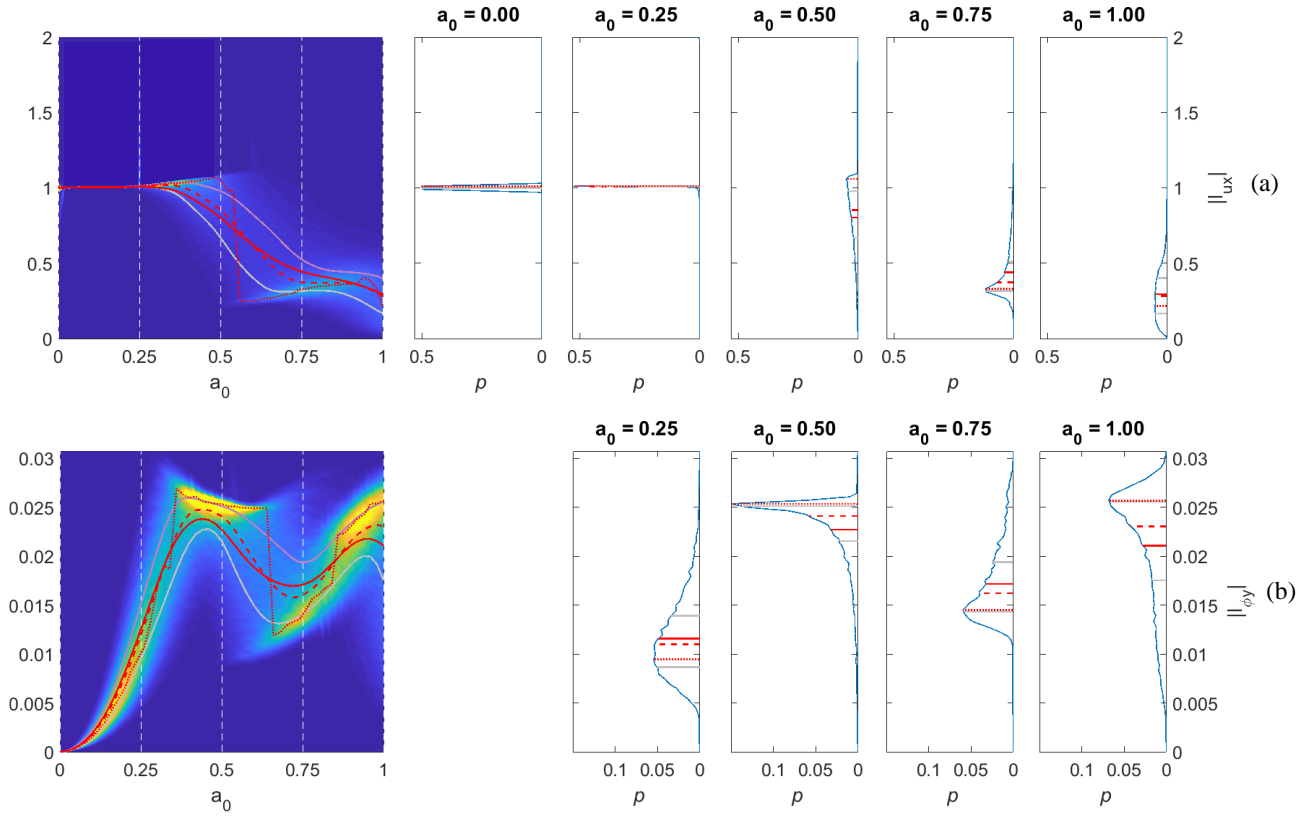 a0 = 0.00 a0 = 0.25 a0 = 0.50 a0 = 0.75 a0 = 1.00
2 2
1.5 1.5
1 1
0.5 0.5
0 0
||I_ux| (a)
0 0.25 0.5 0.75 1 0.5 0 0.5 0 0.5 0 0.5 0 0.5 0
a0 p p p p p
a0 = 0.25 a0 = 0.50 a0 = 0.75 a0 = 1.00
0.03 0.03
0.025 0.025
0.02 0.02
0.015 0.015
0.01 0.01
0.005 0.005
0 0
||I_ϕy| (b)
0 0.25 0.5 0.75 1 0.1 0.05 0 0.1 0.05 0 0.1 0.05 0 0.1 0.05 0
a0 p p p p